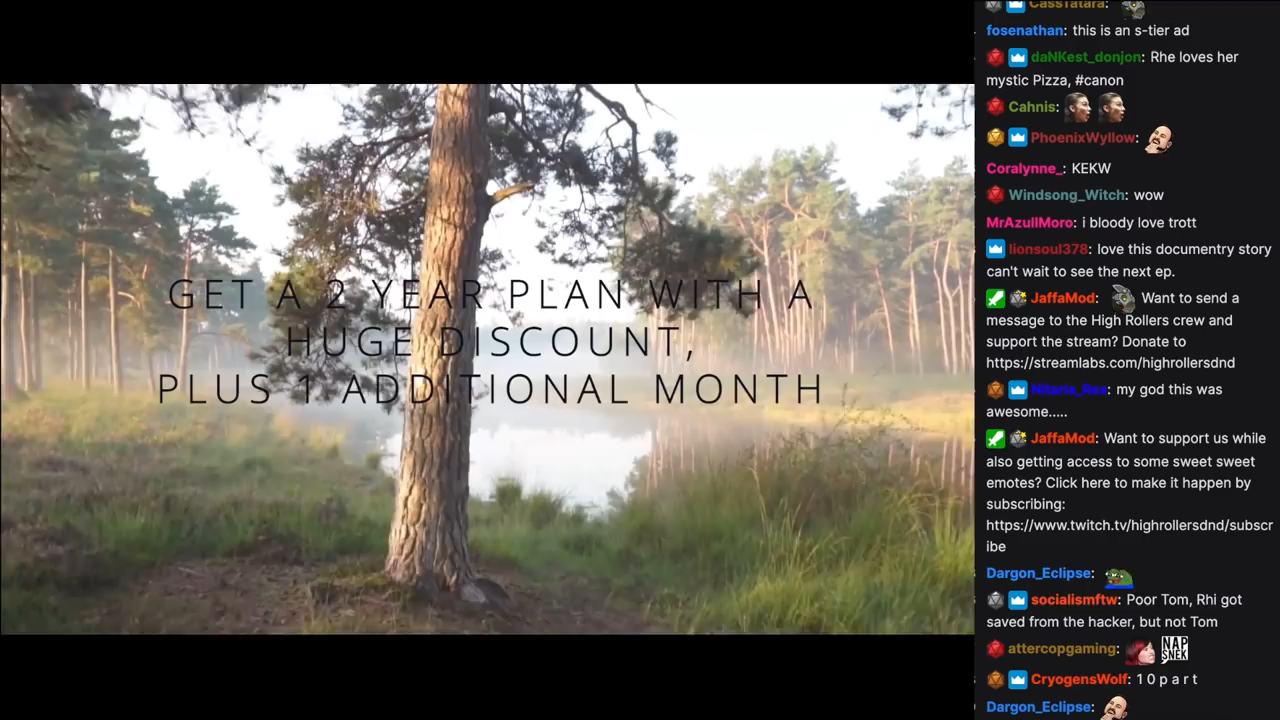 GET A 2 YEAR PLAN WITH A
HUGE DISCOUNT,
PLUS 1 ADDITIONAL MONTH
CassTatara:
fosenathan: this is an s-tier ad
daNKest_donjon: Rhe loves her
mystic Pizza, #canon
Cahnis:
PhoenixWyllow:
Coralynne_: KEKW
Windsong_Witch: wow
MrAzullMoro: i bloody love trott
lionsoul378: love this documentry story
can't wait to see the next ep.
JaffaMod: Want to send a
message to the High Rollers crew and
support the stream? Donate to
https://streamlabs.com/highrollersdnd
Nitaria_Rex: my god this was
awesome.....
JaffaMod: Want to support us while
also getting access to some sweet sweet
emotes? Click here to make it happen by
subscribing:
https://www.twitch.tv/highrollersdnd/subscr
ibe
Dargon_Eclipse:
socialismftw: Poor Tom, Rhi got
saved from the hacker, but not Tom
attercopgaming: NAP
SNEK
CryogensWolf: 1 0 p a r t
Dargon_Eclipse: